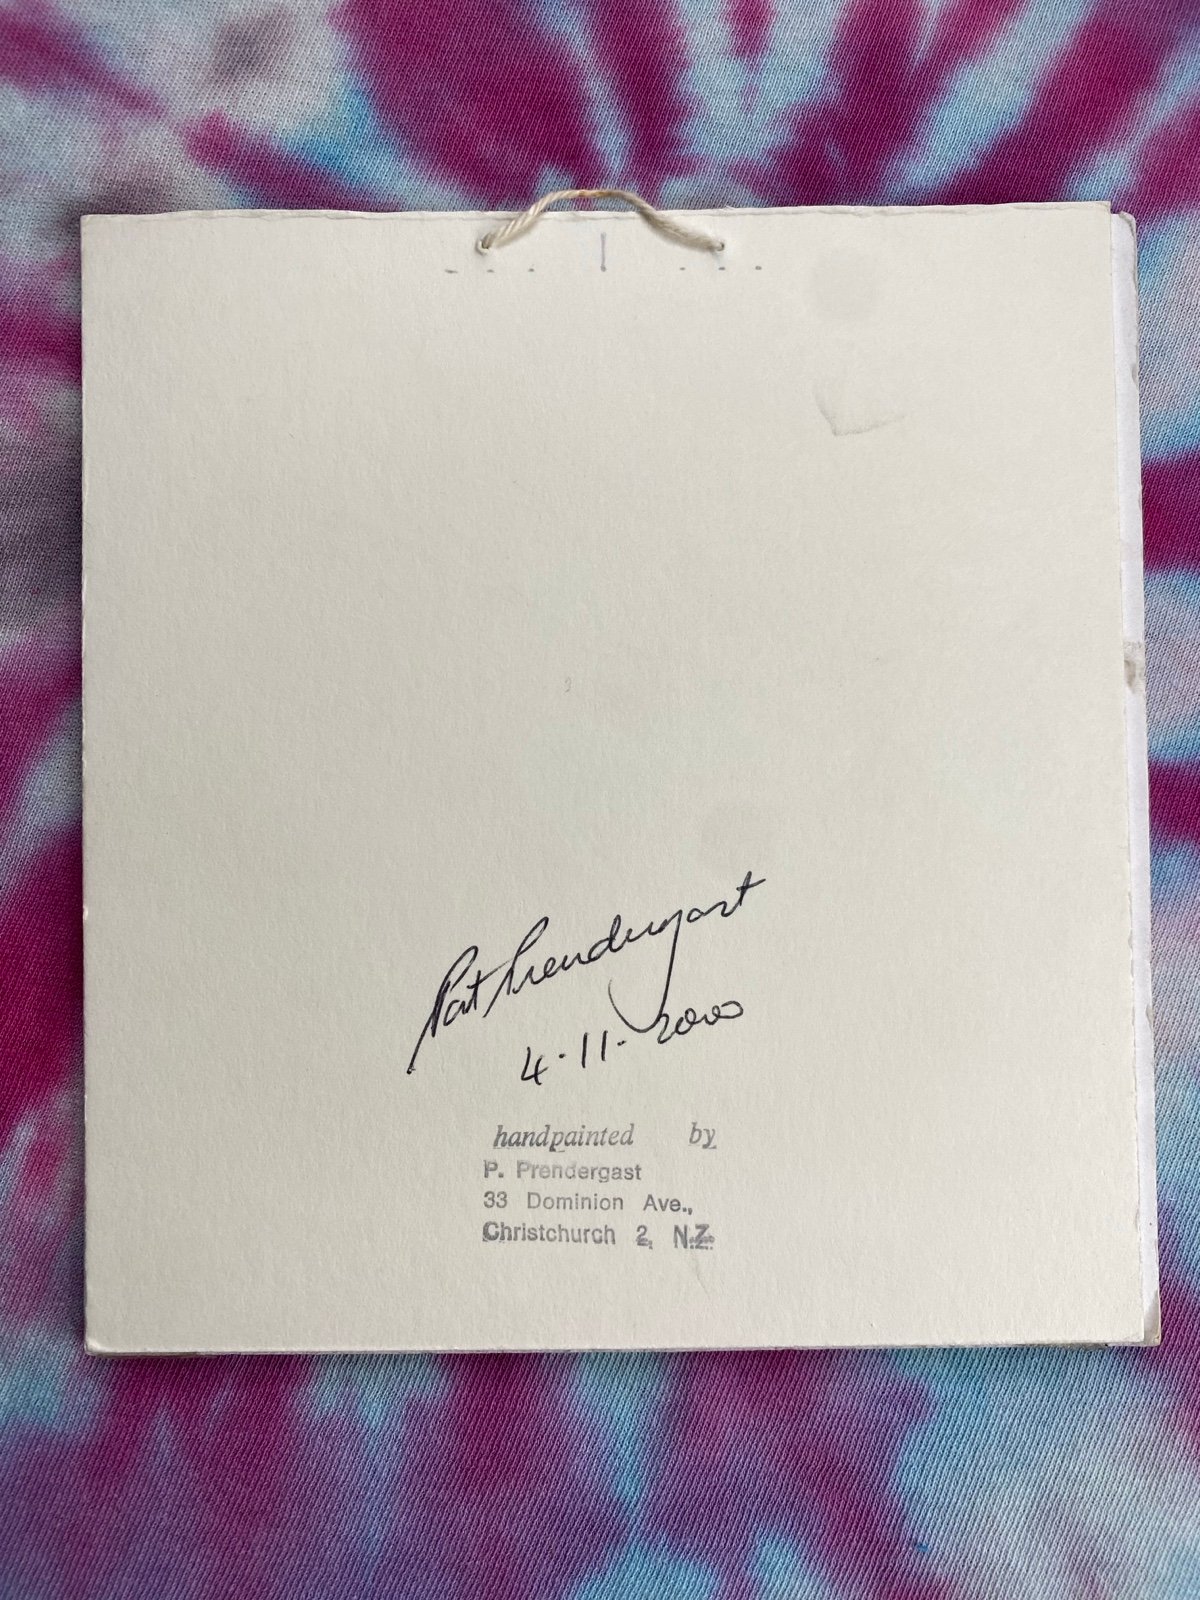 Pat Prendergast
4·11·2000
handpainted by
P. Prendergast
33 Dominion Ave.,
Christchurch 2, N.Z.